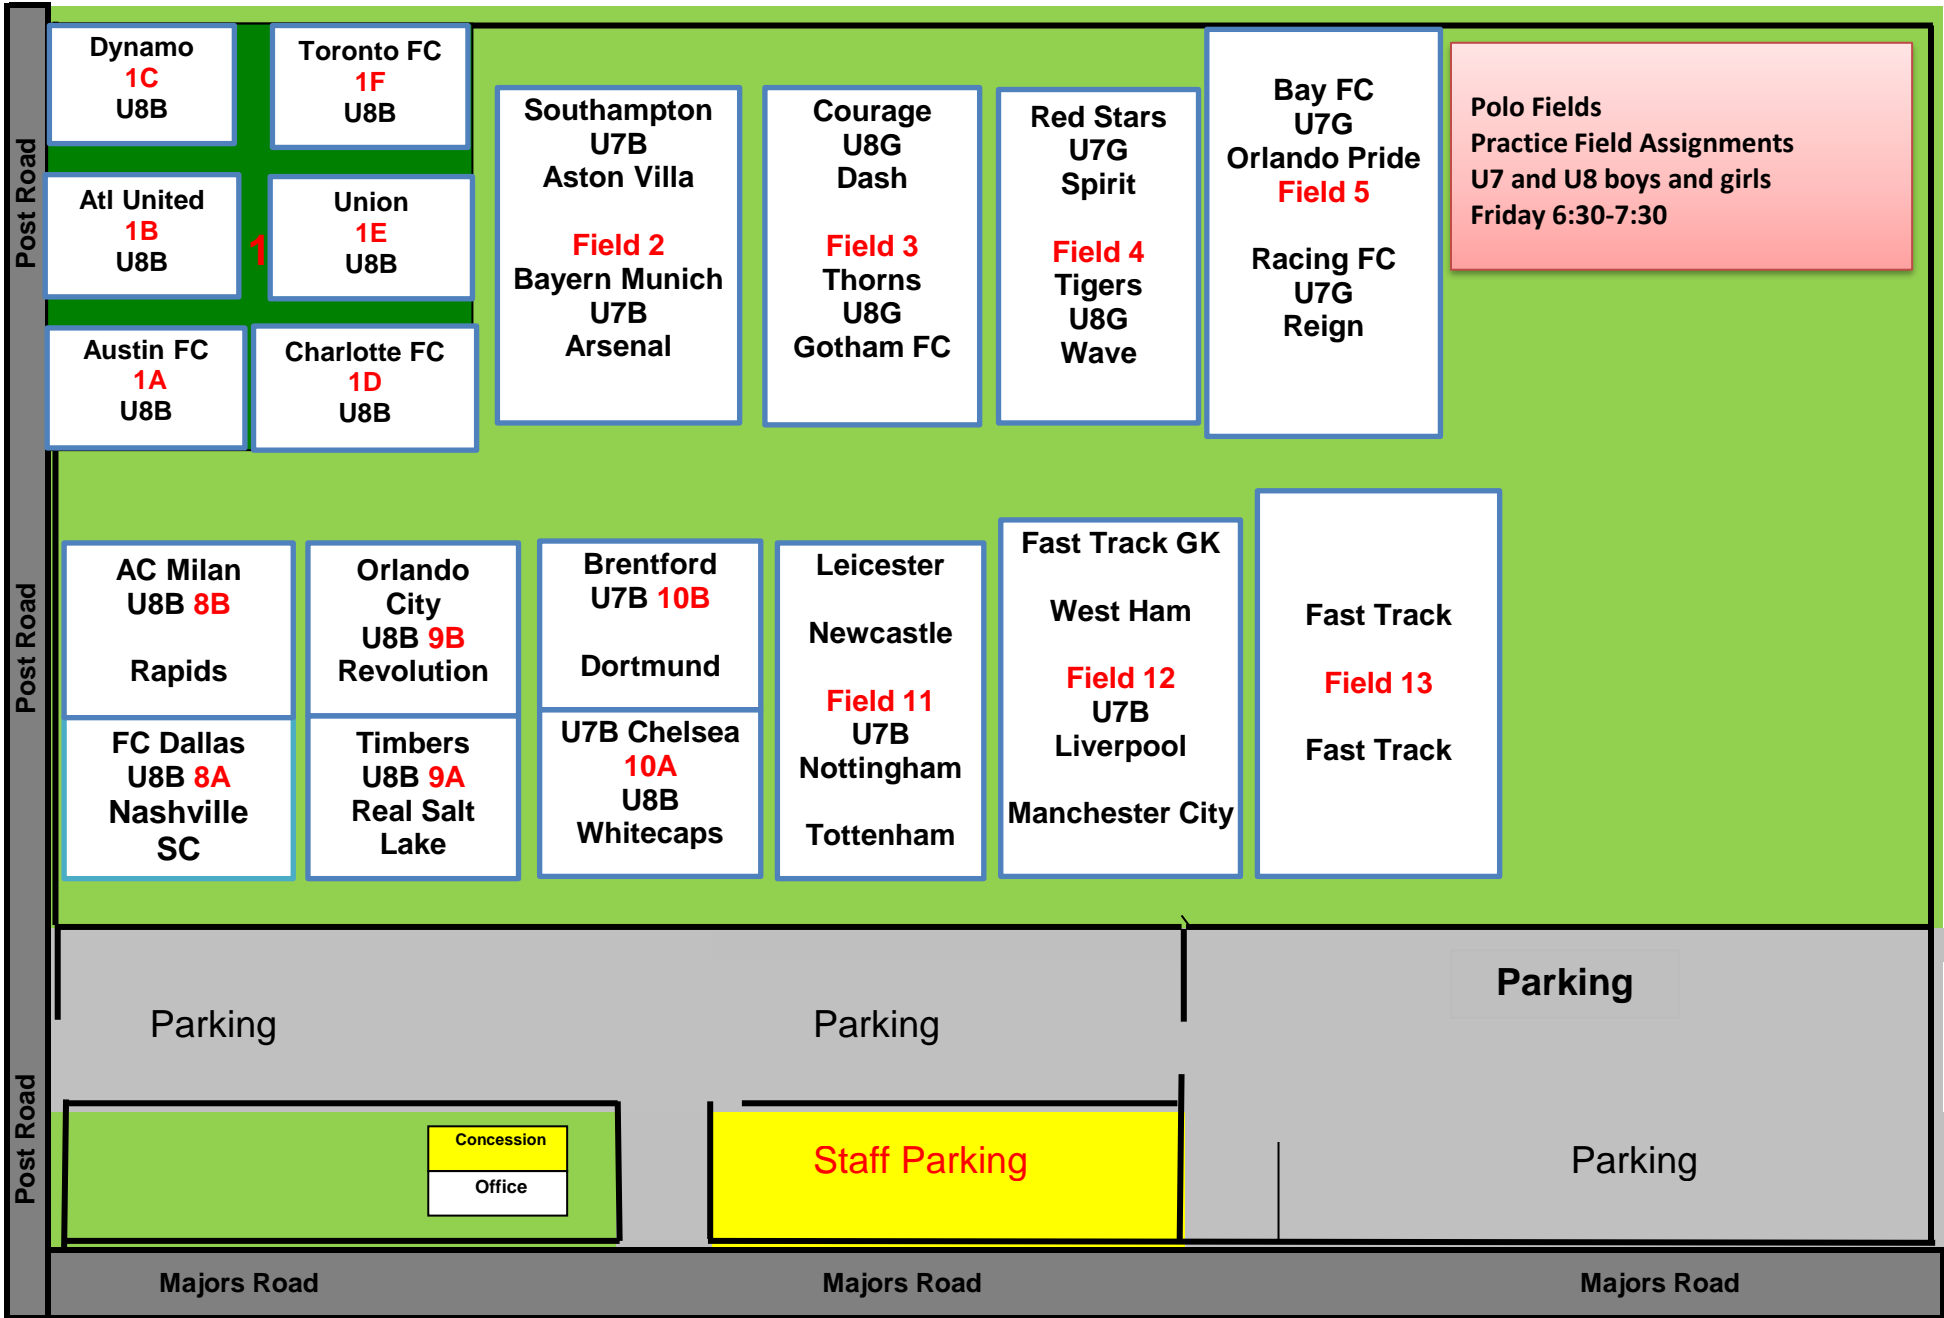 Dynamo
1C
U8B
Toronto FC
1F
U8B
Atl United
1B
U8B
1
Union
1E
U8B
Austin FC
1A
U8B
Charlotte FC
1D
U8B
Southampton
U7B
Aston Villa
Field 2
Bayern Munich
U7B
Arsenal
Courage
U8G
Dash
Field 3
Thorns
U8G
Gotham FC
Red Stars
U7G
Spirit
Field 4
Tigers
U8G
Wave
Bay FC
U7G
Orlando Pride
Field 5
Racing FC
U7G
Reign
Polo Fields
Practice Field Assignments
U7 and U8 boys and girls
Friday 6:30-7:30
AC Milan
U8B 8B
Rapids
FC Dallas
U8B 8A
Nashville
SC
Orlando
City
U8B 9B
Revolution
Timbers
U8B 9A
Real Salt
Lake
Brentford
U7B 10B
Dortmund
U7B Chelsea
10A
U8B
Whitecaps
Leicester
Newcastle
Field 11
U7B
Nottingham
Tottenham
Fast Track GK
West Ham
Field 12
U7B
Liverpool
Manchester City
Fast Track
Field 13
Fast Track
Post Road
Post Road
Post Road
Parking
Parking
Parking
Concession
Office
Staff Parking
Parking
Majors Road
Majors Road
Majors Road